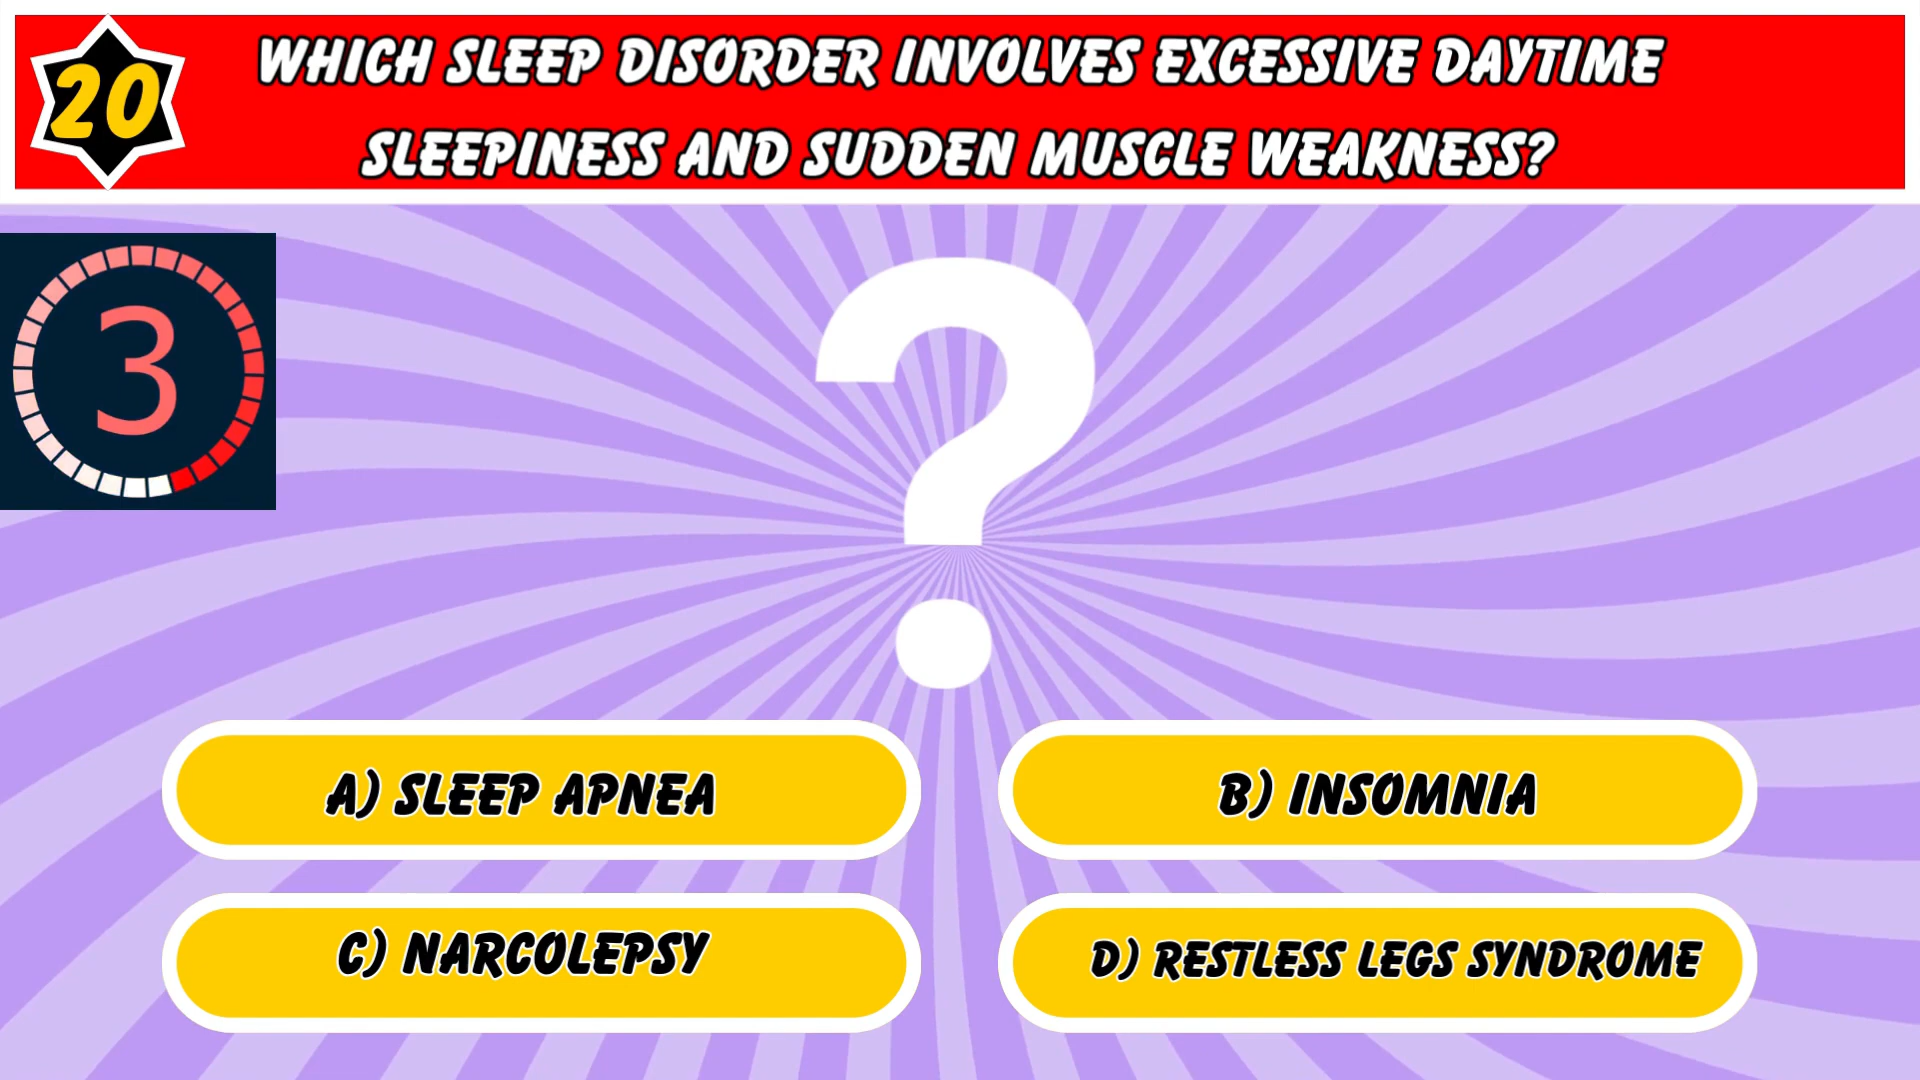 20
WHICH SLEEP DISORDER INVOLVES EXCESSIVE DAYTIME
SLEEPINESS AND SUDDEN MUSCLE WEAKNESS?
3
?
A) SLEEP APNEA
B) INSOMNIA
C) NARCOLEPSY
D) RESTLESS LEGS SYNDROME